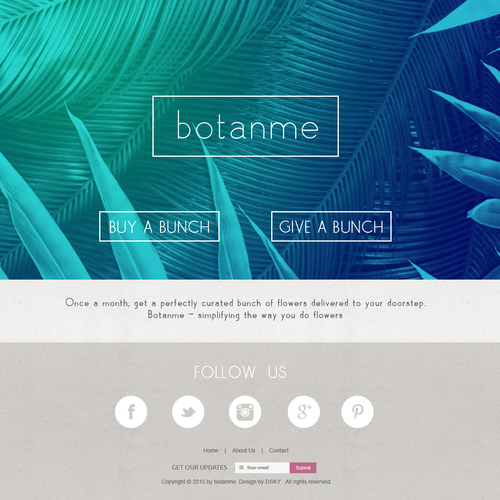 botanme
BUY A BUNCH
GIVE A BUNCH
Once a month, get a perfectly curated bunch of flowers delivered to your doorstep.
Botanme – simplifying the way you do flowers
FOLLOW US
Home | About Us | Contact
GET OUR UPDATES Your email Submit
Copyright © 2015 by botanme. Design by DSKY All rights reserved.